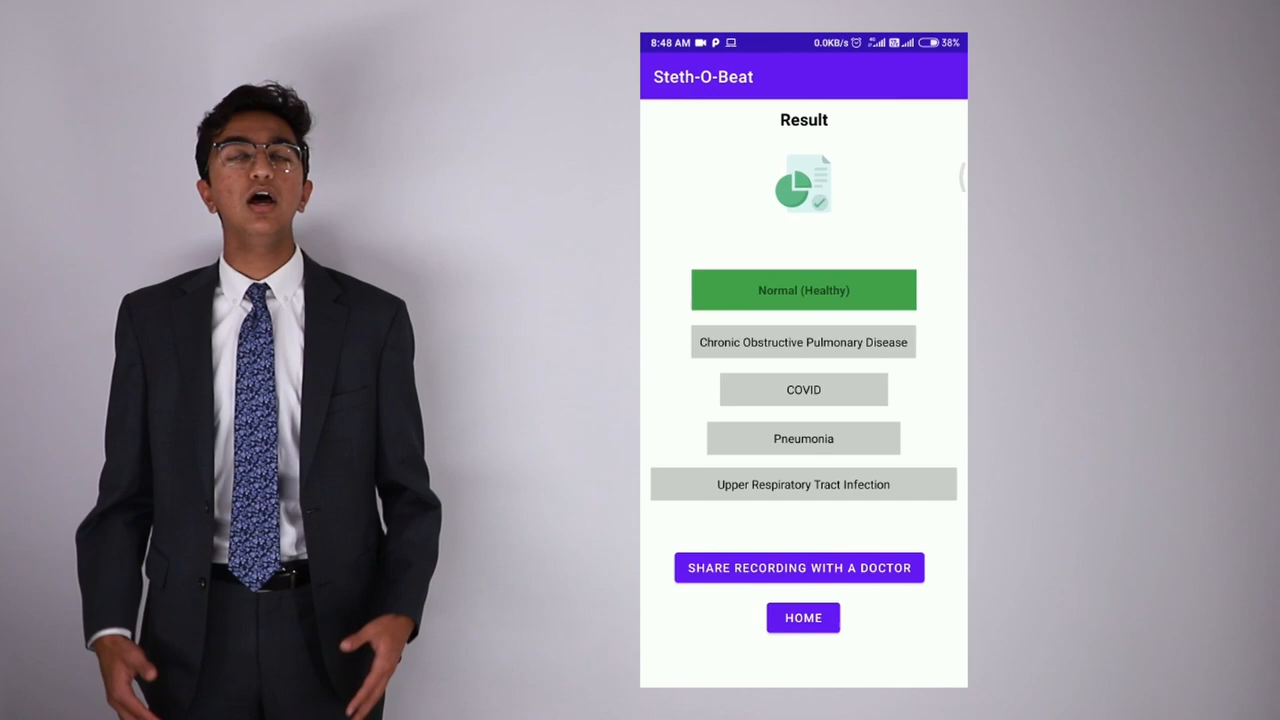 8:48 AM 0.0KB/s 38%
Steth-O-Beat
Result
Normal (Healthy)
Chronic Obstructive Pulmonary Disease
COVID
Pneumonia
Upper Respiratory Tract Infection
SHARE RECORDING WITH A DOCTOR
HOME